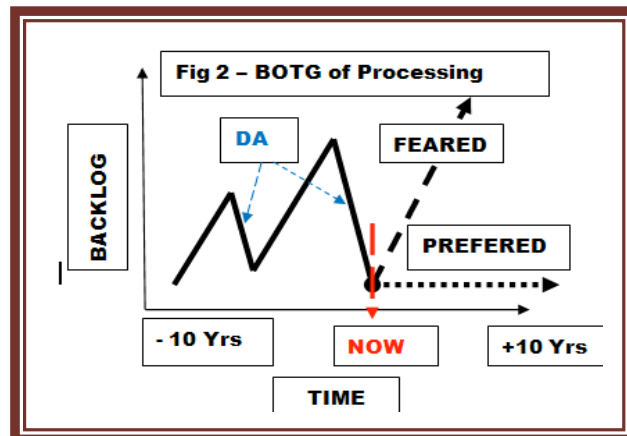 Fig 2 – BOTG of Processing
DA
FEARED
BACKLOG
PREFERED
- 10 Yrs
NOW
+10 Yrs
TIME